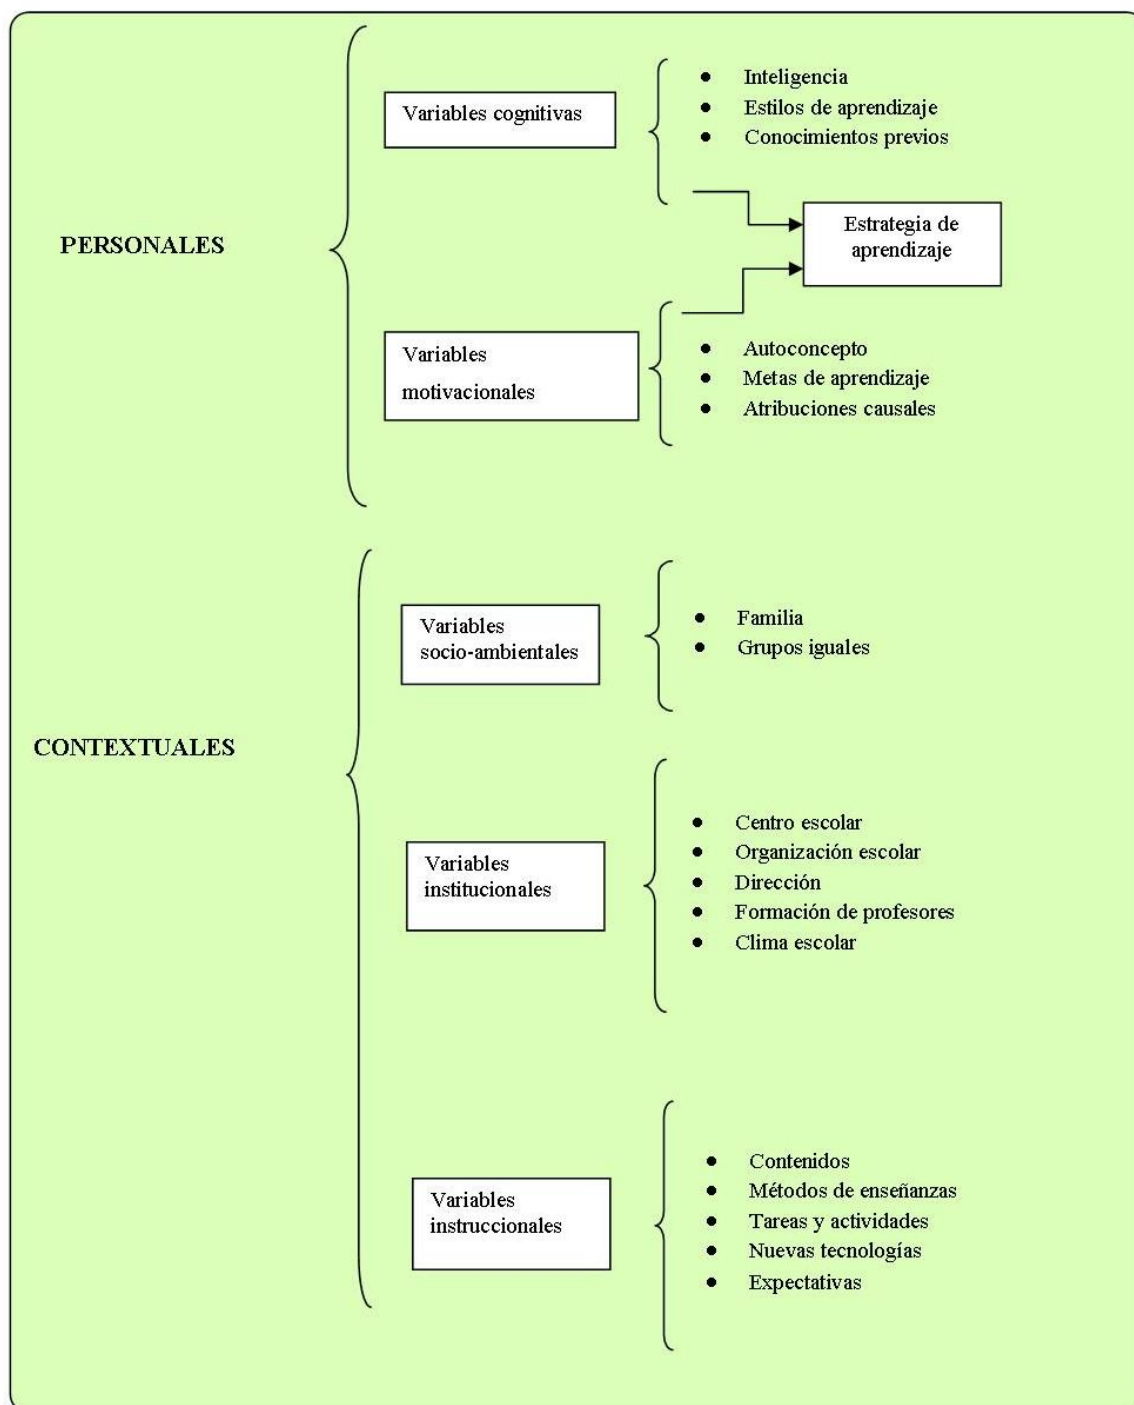 Variables cognitivas
Inteligencia
Estilos de aprendizaje
Conocimientos previos
PERSONALES
Estrategia de
aprendizaje
Variables
motivacionales
Autoconcepto
Metas de aprendizaje
Atribuciones causales
Variables
socio-ambientales
Familia
Grupos iguales
CONTEXTUALES
Variables
institucionales
Centro escolar
Organización escolar
Dirección
Formación de profesores
Clima escolar
Variables
instruccionales
Contenidos
Métodos de enseñanzas
Tareas y actividades
Nuevas tecnologías
Expectativas